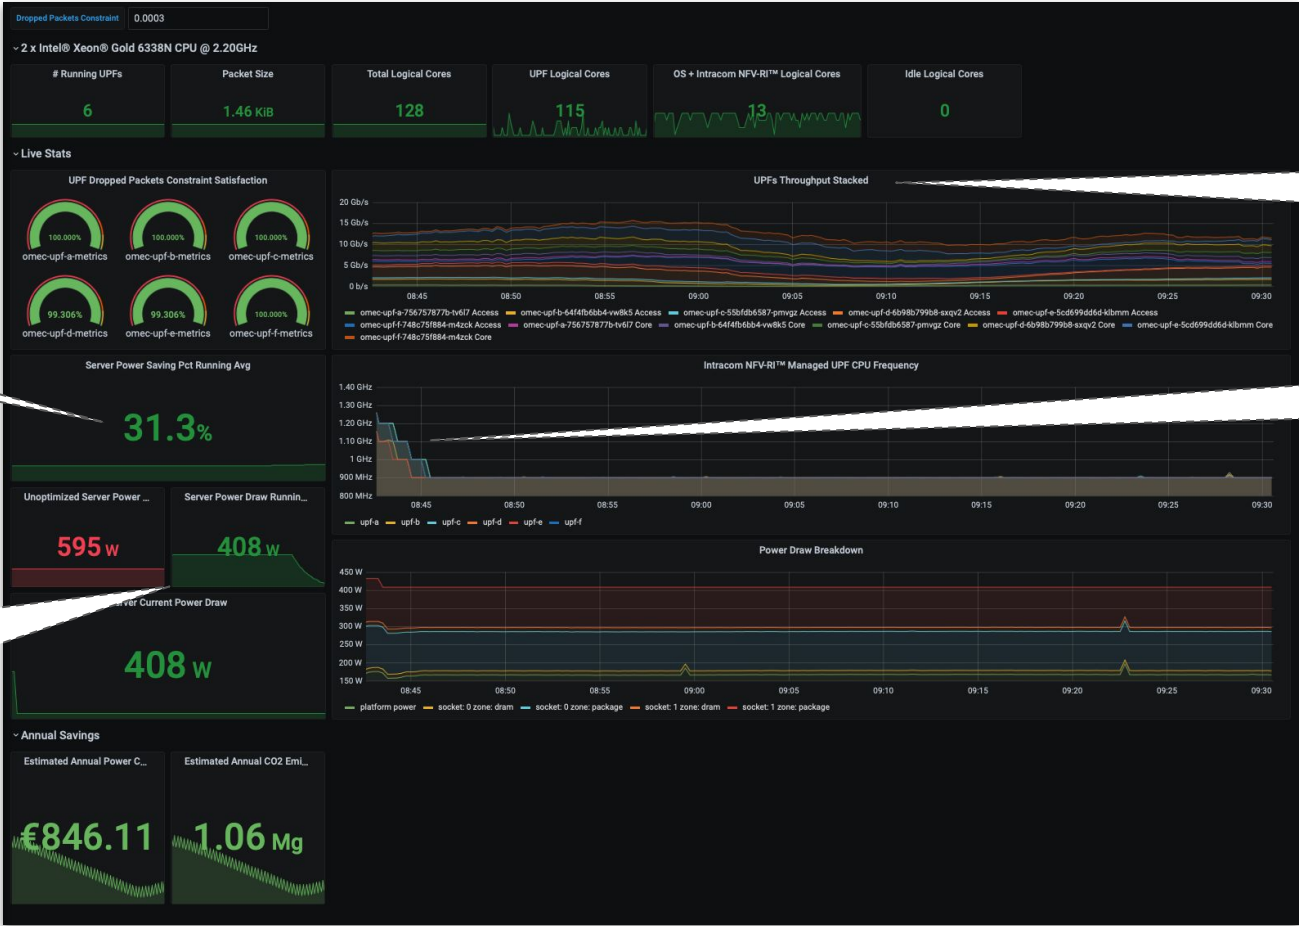 Dropped Packets Constraint 0.0003
2 x Intel® Xeon® Gold 6338N CPU @ 2.20GHz
# Running UPFs
6
Packet Size
1.46 KiB
Total Logical Cores
128
UPF Logical Cores
115
OS + Intracom NFV-RI™ Logical Cores
13
Idle Logical Cores
0
Live Stats
UPF Dropped Packets Constraint Satisfaction
100.000% 100.000% 100.000%
omec-upf-a-metrics omec-upf-b-metrics omec-upf-c-metrics
99.306% 99.306% 100.000%
omec-upf-d-metrics omec-upf-e-metrics omec-upf-f-metrics
UPFs Throughput Stacked
20 Gb/s
15 Gb/s
10 Gb/s
5 Gb/s
0 b/s
08:45 08:50 08:55 09:00 09:05 09:10 09:15 09:20 09:25 09:30
omec-upf-a-756757877b-tv6l7 Access omec-upf-b-64f4fb6bb4-vw8k5 Access omec-upf-c-55bfdb6587-pmvgz Access omec-upf-d-6b98b799b8-sxqv2 Access omec-upf-e-5cd699dd6d-klbmm Access
omec-upf-f-748c75f884-m4zck Access omec-upf-a-756757877b-tv6l7 Core omec-upf-b-64f4fb6bb4-vw8k5 Core omec-upf-c-55bfdb6587-pmvgz Core omec-upf-d-6b98b799b8-sxqv2 Core omec-upf-e-5cd699dd6d-klbmm Core
omec-upf-f-748c75f884-m4zck Core
Server Power Saving Pct Running Avg
31.3%
Intracom NFV-RI™ Managed UPF CPU Frequency
1.40 GHz
1.30 GHz
1.20 GHz
1.10 GHz
1 GHz
900 MHz
800 MHz
08:45 08:50 08:55 09:00 09:05 09:10 09:15 09:20 09:25 09:30
upf-a upf-b upf-c upf-d upf-e upf-f
Unoptimized Server Power ...
595 W
Server Power Draw Runnin...
408 W
Server Current Power Draw
408 W
Power Draw Breakdown
450 W
400 W
350 W
300 W
250 W
200 W
150 W
08:45 08:50 08:55 09:00 09:05 09:10 09:15 09:20 09:25 09:30
platform power socket: 0 zone: dram socket: 0 zone: package socket: 1 zone: dram socket: 1 zone: package
Annual Savings
Estimated Annual Power C...
€846.11
Estimated Annual CO2 Emi...
1.06 Mg